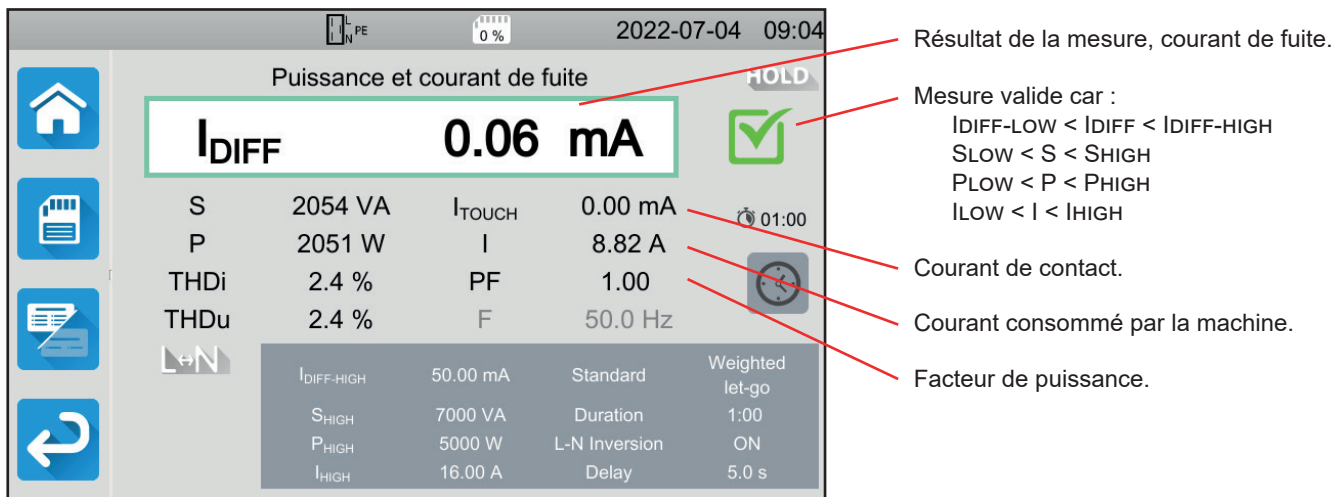 L
N PE
0 %
2022-07-04 09:04
Puissance et courant de fuite
HOLD
IDIFF 0.06 mA
S 2054 VA ITOUCH 0.00 mA
01:00
P 2051 W I 8.82 A
THDi 2.4 % PF 1.00
THDu 2.4 % F 50.0 Hz
L⇔N
IDIFF-HIGH 50.00 mA Standard Weighted
let-go
SHIGH 7000 VA Duration 1:00
PHIGH 5000 W L-N Inversion ON
IHIGH 16.00 A Delay 5.0 s
Résultat de la mesure, courant de fuite.
Mesure valide car :
IDIFF-LOW < IDIFF < IDIFF-HIGH
SLOW < S < SHIGH
PLOW < P < PHIGH
ILOW < I < IHIGH
Courant de contact.
Courant consommé par la machine.
Facteur de puissance.